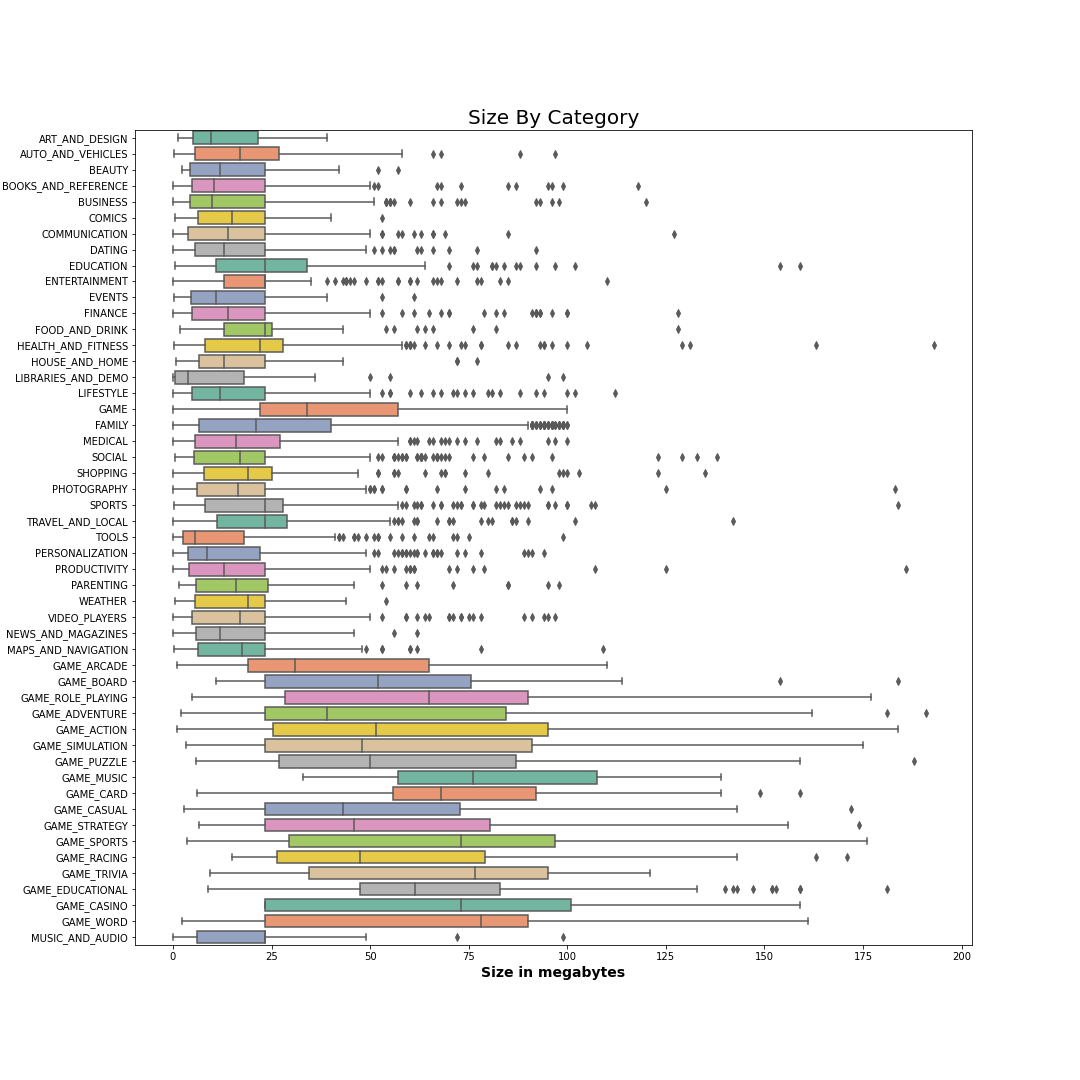 Size By Category
ART_AND_DESIGN
AUTO_AND_VEHICLES
BEAUTY
BOOKS_AND_REFERENCE
BUSINESS
COMICS
COMMUNICATION
DATING
EDUCATION
ENTERTAINMENT
EVENTS
FINANCE
FOOD_AND_DRINK
HEALTH_AND_FITNESS
HOUSE_AND_HOME
LIBRARIES_AND_DEMO
LIFESTYLE
GAME
FAMILY
MEDICAL
SOCIAL
SHOPPING
PHOTOGRAPHY
SPORTS
TRAVEL_AND_LOCAL
TOOLS
PERSONALIZATION
PRODUCTIVITY
PARENTING
WEATHER
VIDEO_PLAYERS
NEWS_AND_MAGAZINES
MAPS_AND_NAVIGATION
GAME_ARCADE
GAME_BOARD
GAME_ROLE_PLAYING
GAME_ADVENTURE
GAME_ACTION
GAME_SIMULATION
GAME_PUZZLE
GAME_MUSIC
GAME_CARD
GAME_CASUAL
GAME_STRATEGY
GAME_SPORTS
GAME_RACING
GAME_TRIVIA
GAME_EDUCATIONAL
GAME_CASINO
GAME_WORD
MUSIC_AND_AUDIO
0 25 50 75 100 125 150 175 200
Size in megabytes